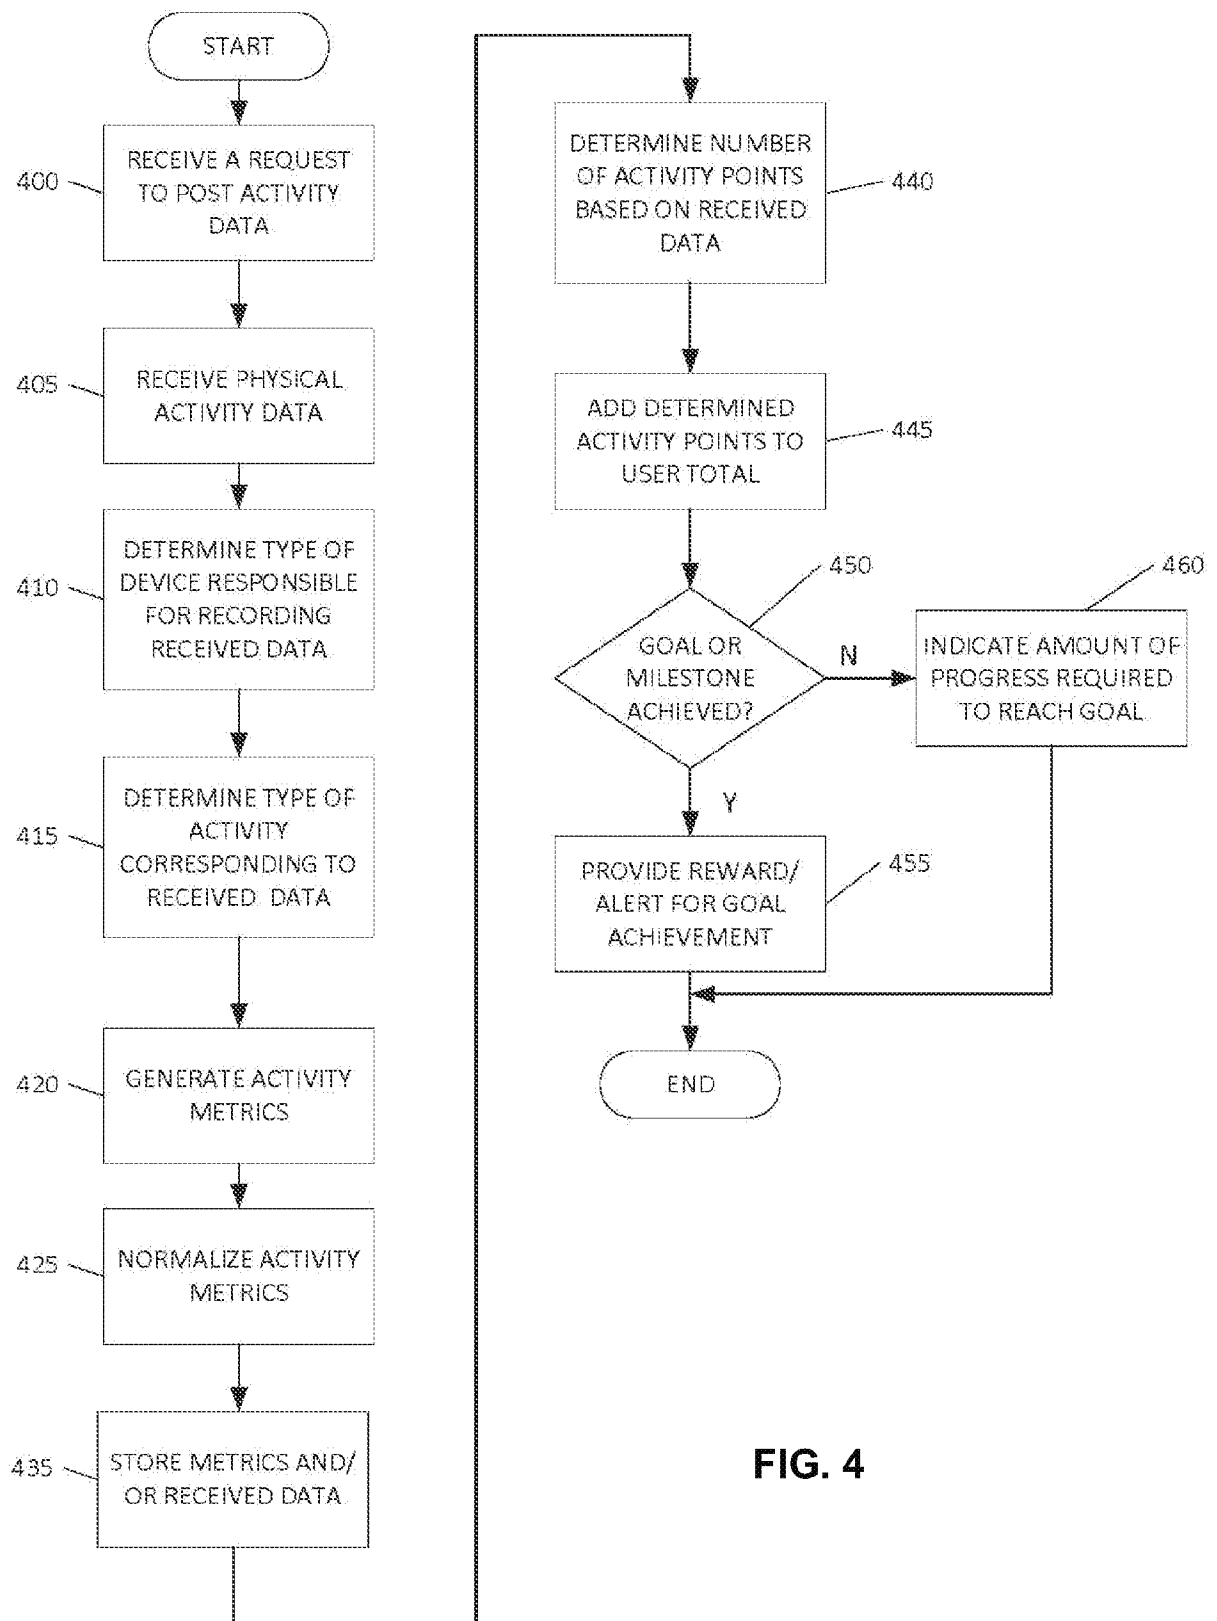 START
400
RECEIVE A REQUEST
TO POST ACTIVITY
DATA
405
RECEIVE PHYSICAL
ACTIVITY DATA
410
DETERMINE TYPE OF
DEVICE RESPONSIBLE
FOR RECORDING
RECEIVED DATA
415
DETERMINE TYPE OF
ACTIVITY
CORRESPONDING TO
RECEIVED DATA
420
GENERATE ACTIVITY
METRICS
425
NORMALIZE ACTIVITY
METRICS
435
STORE METRICS AND/
OR RECEIVED DATA
DETERMINE NUMBER
OF ACTIVITY POINTS
BASED ON RECEIVED
DATA
440
ADD DETERMINED
ACTIVITY POINTS TO
USER TOTAL
445
GOAL OR
MILESTONE
ACHIEVED?
450
N
460
INDICATE AMOUNT OF
PROGRESS REQUIRED
TO REACH GOAL
Y
PROVIDE REWARD/
ALERT FOR GOAL
ACHIEVEMENT
455
END
FIG. 4